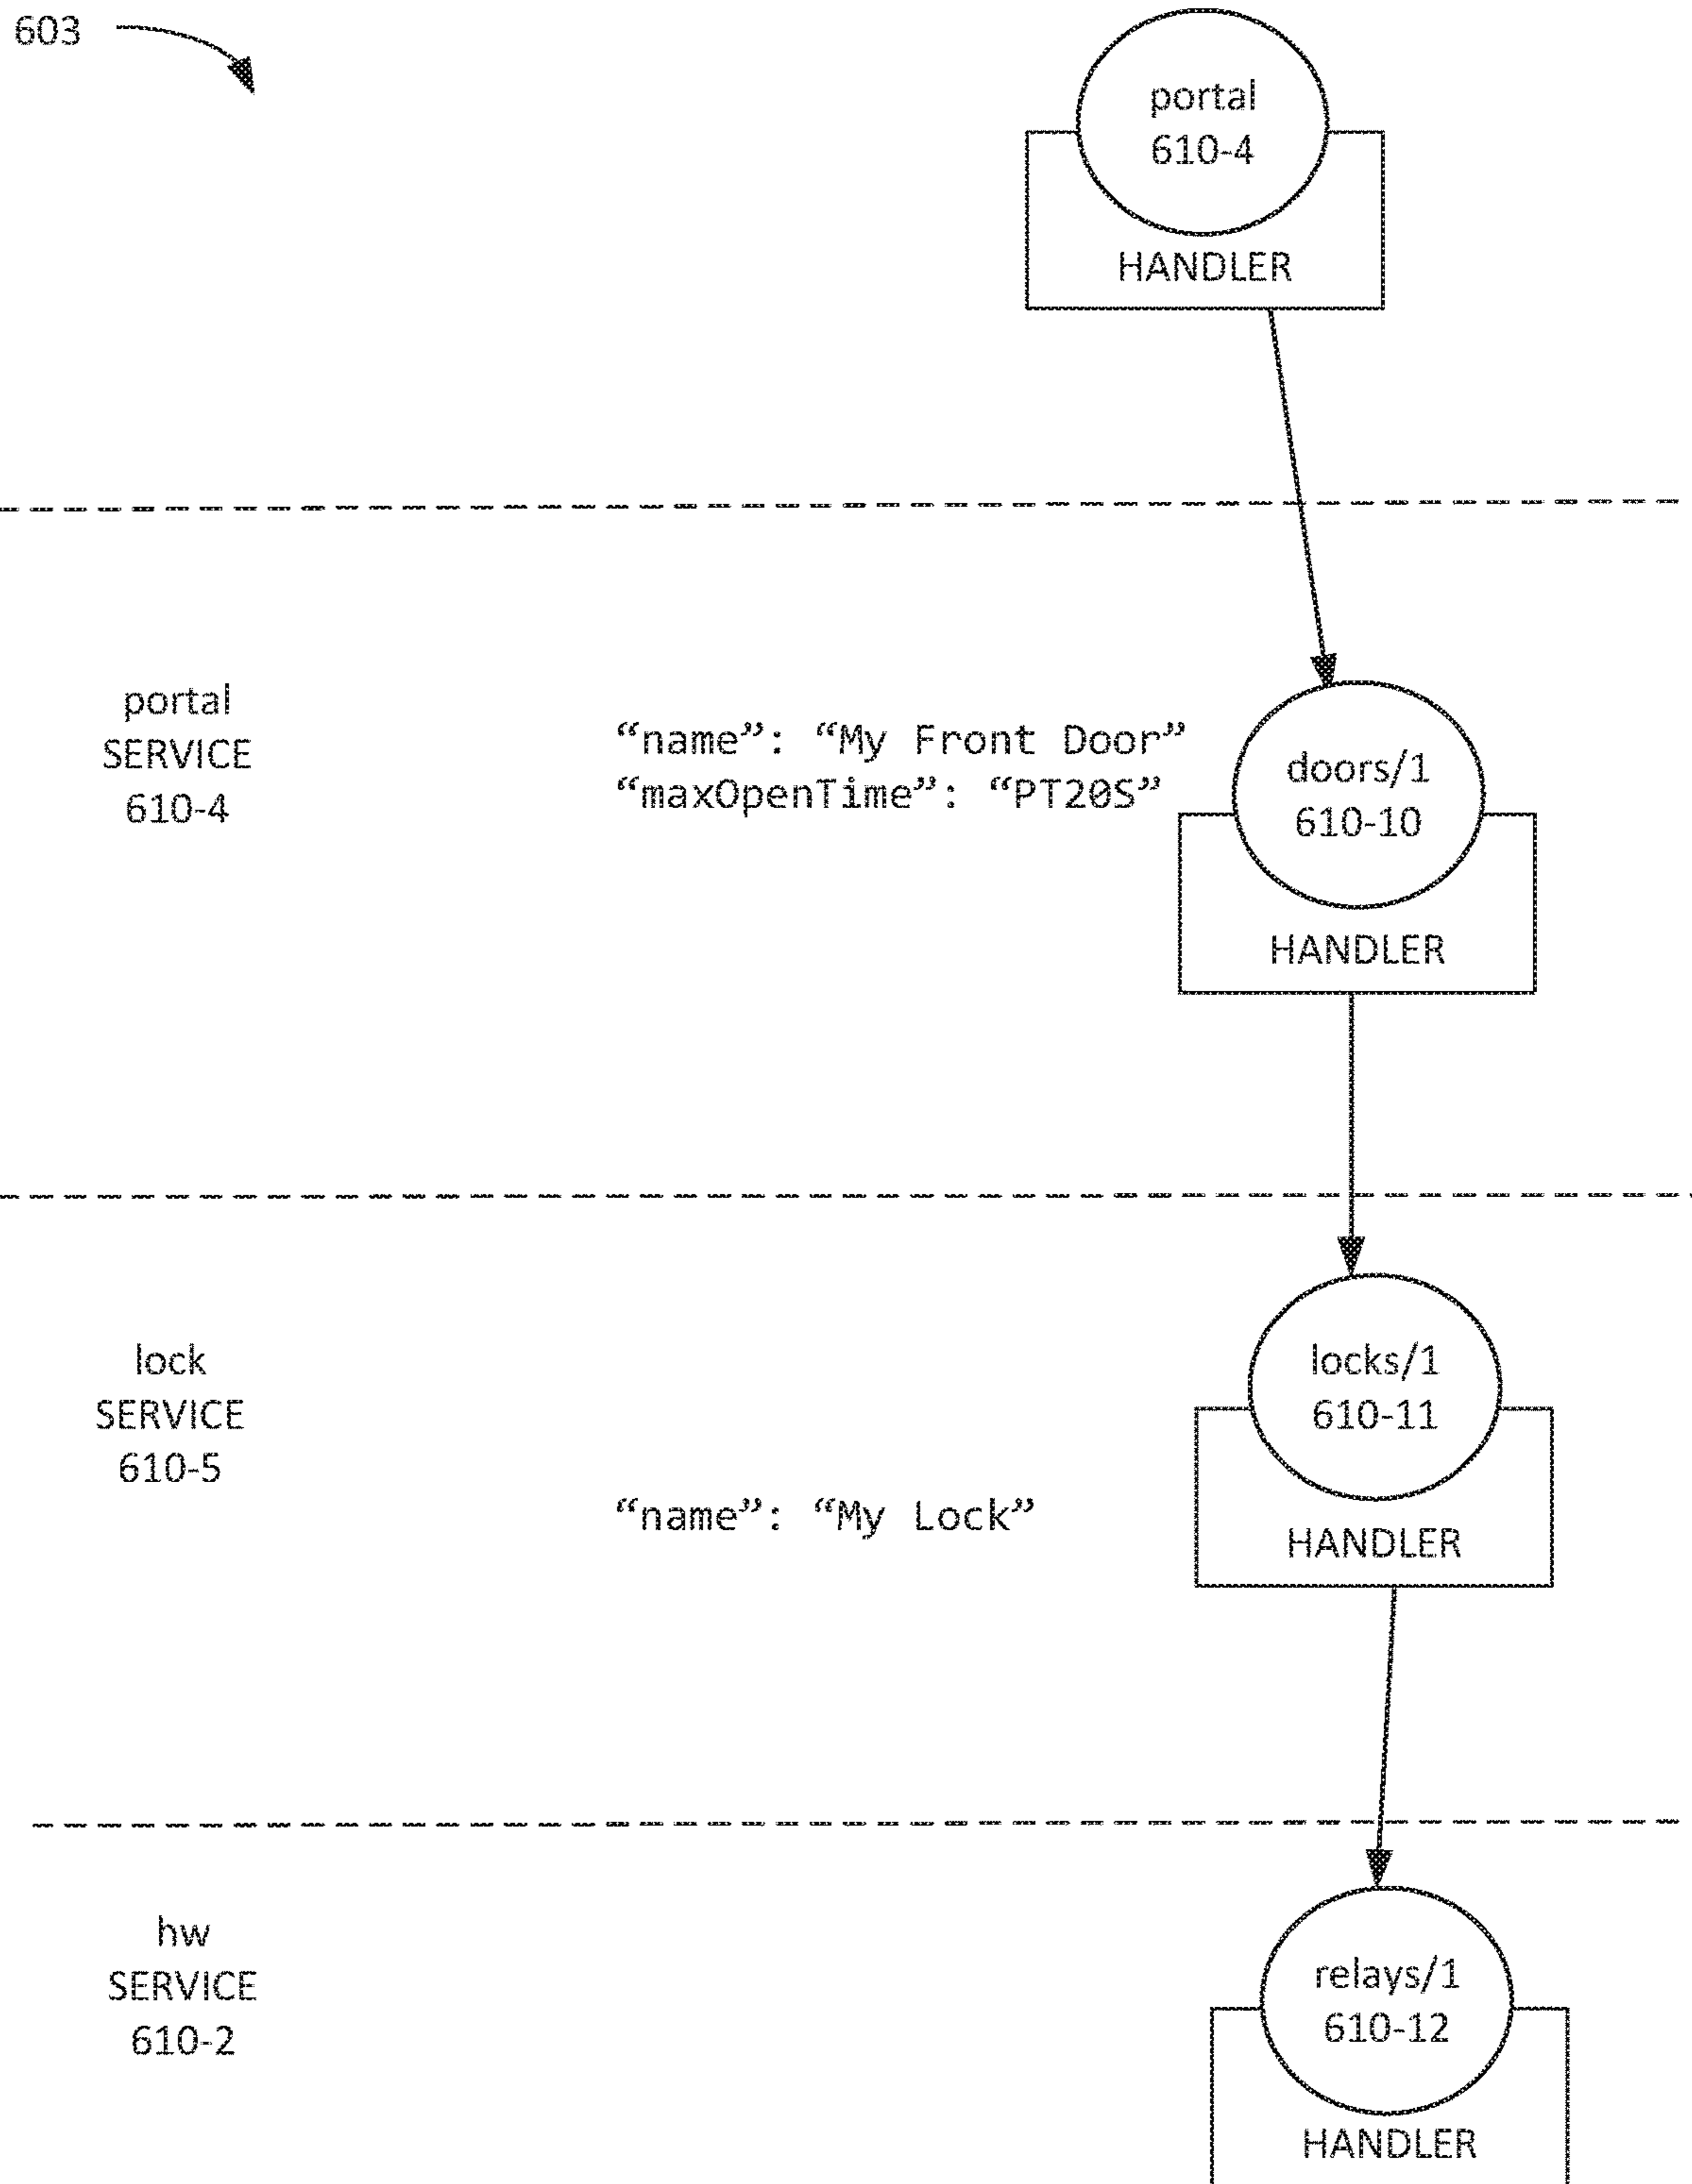 603
portal
610-4
HANDLER
portal
SERVICE
610-4
“name”: “My Front Door”
“maxOpenTime”: “PT20S”
doors/1
610-10
HANDLER
lock
SERVICE
610-5
“name”: “My Lock”
locks/1
610-11
HANDLER
hw
SERVICE
610-2
relays/1
610-12
HANDLER